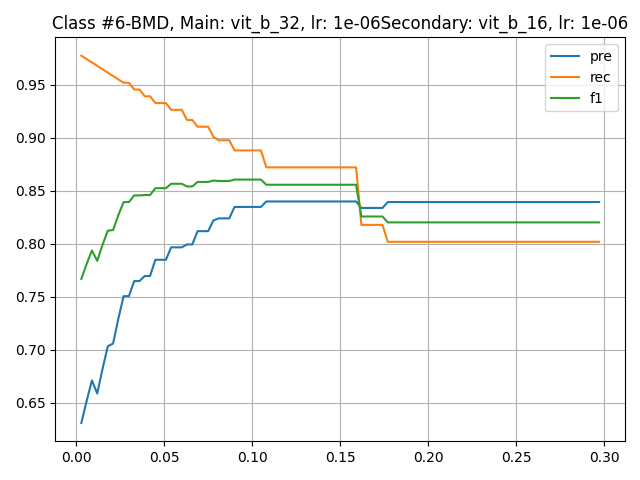 Class #6-BMD, Main: vit_b_32, lr: 1e-06Secondary: vit_b_16, lr: 1e-06
pre
rec
f1
0.95
0.90
0.85
0.80
0.75
0.70
0.65
0.00 0.05 0.10 0.15 0.20 0.25 0.30